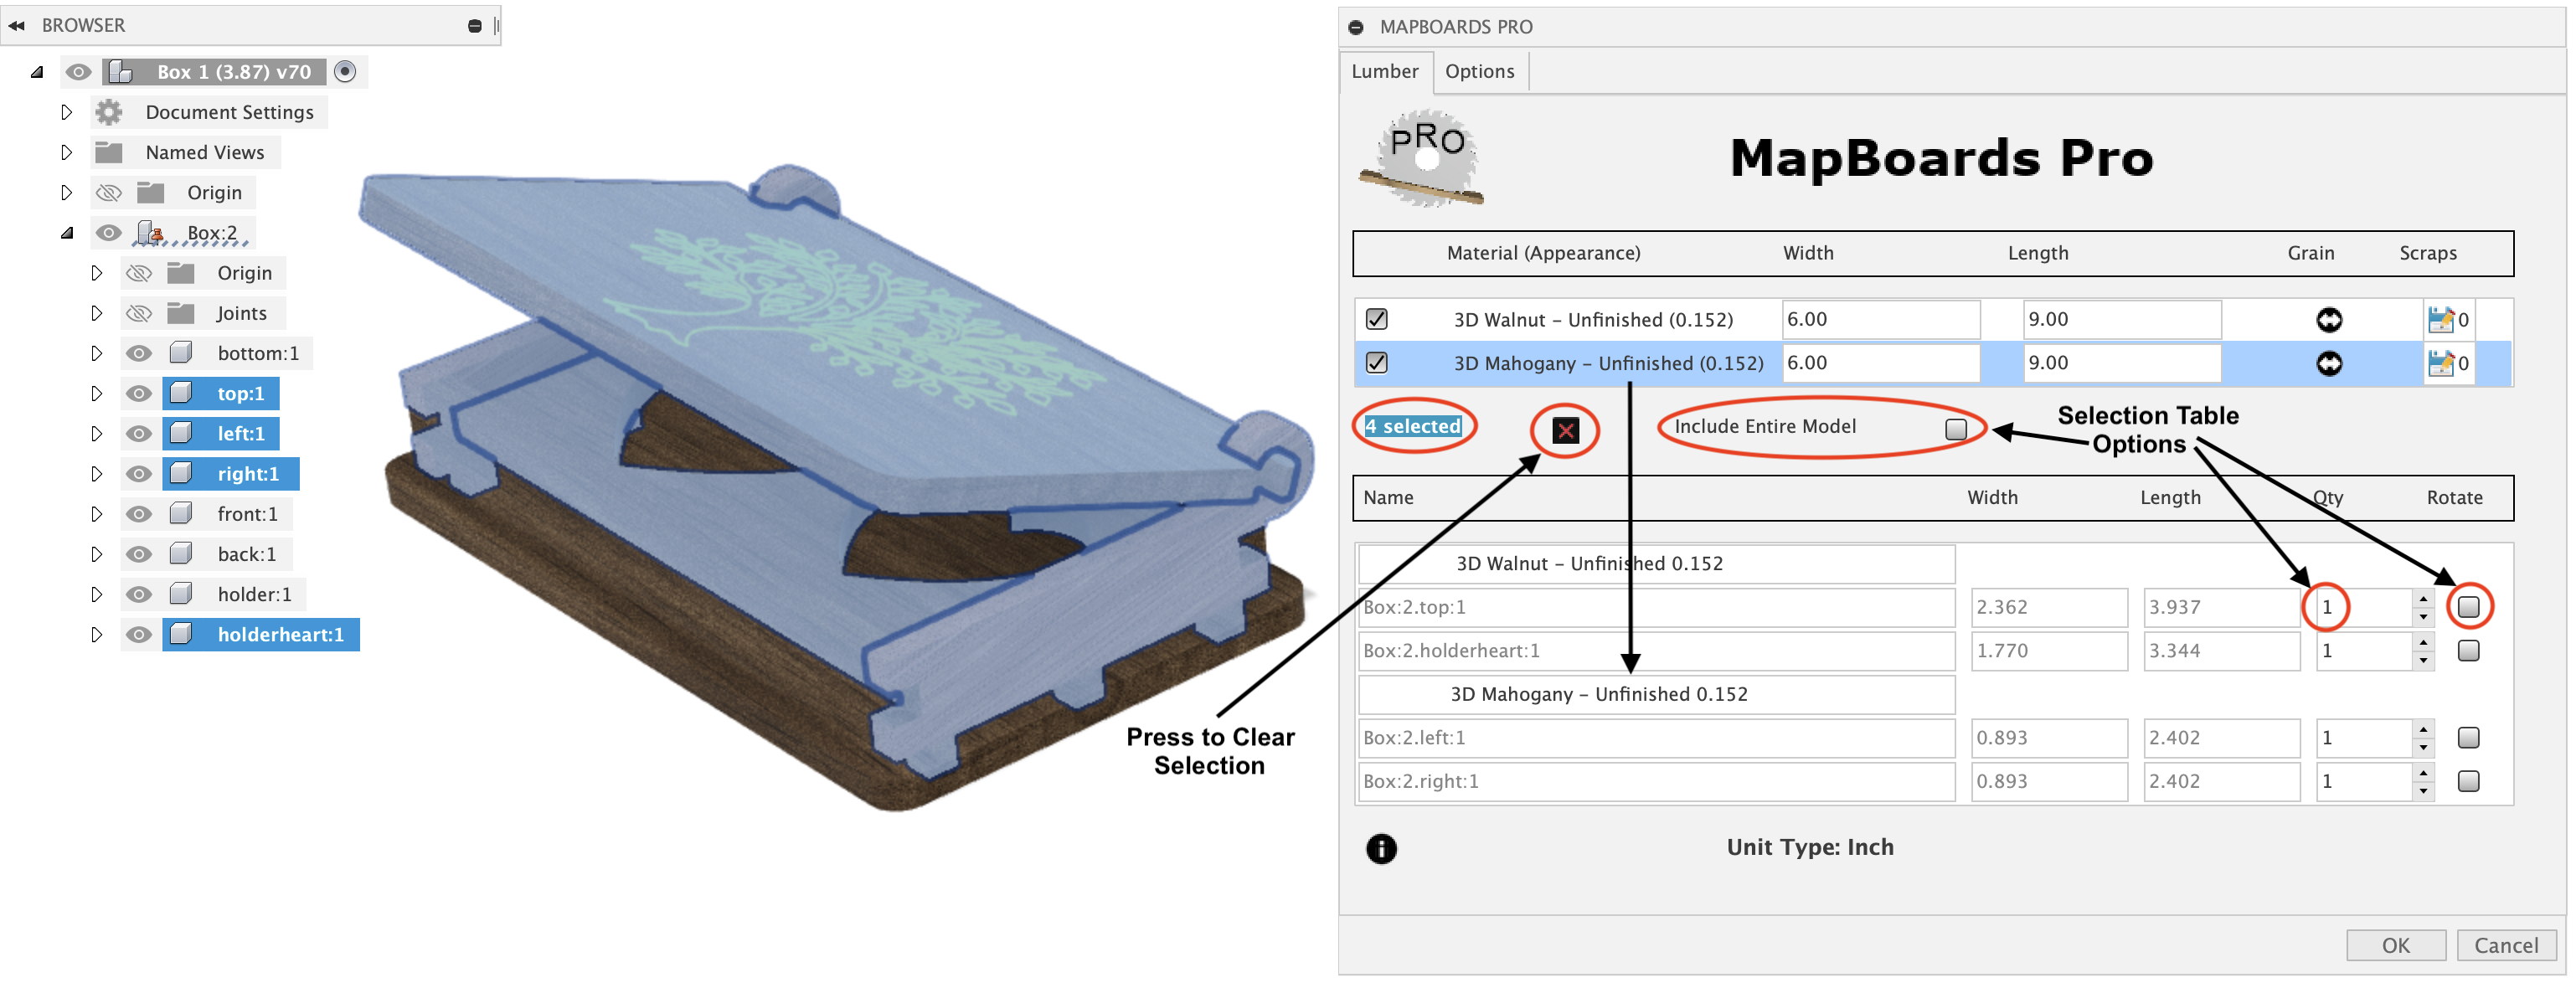 BROWSER
Box 1 (3.87) v70
Document Settings
Named Views
Origin
Box:2
Origin
Joints
bottom:1
top:1
left:1
right:1
front:1
back:1
holder:1
holderheart:1
Press to Clear
Selection
MAPBOARDS PRO
Lumber Options
PRO
MapBoards Pro
Material (Appearance) Width Length Grain Scraps
3D Walnut - Unfinished (0.152) 6.00 9.00 0
3D Mahogany - Unfinished (0.152) 6.00 9.00 0
4 selected Include Entire Model
Selection Table
Options
Name Width Length Qty Rotate
3D Walnut - Unfinished 0.152
Box:2.top:1 2.362 3.937 1
Box:2.holderheart:1 1.770 3.344 1
3D Mahogany - Unfinished 0.152
Box:2.left:1 0.893 2.402 1
Box:2.right:1 0.893 2.402 1
Unit Type: Inch
OK Cancel